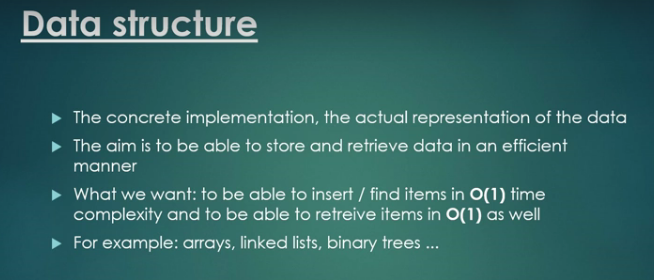 Data structure
The concrete implementation, the actual representation of the data
The aim is to be able to store and retrieve data in an efficient
manner
What we want: to be able to insert / find items in O(1) time
complexity and to be able to retreive items in O(1) as well
For example: arrays, linked lists, binary trees ...